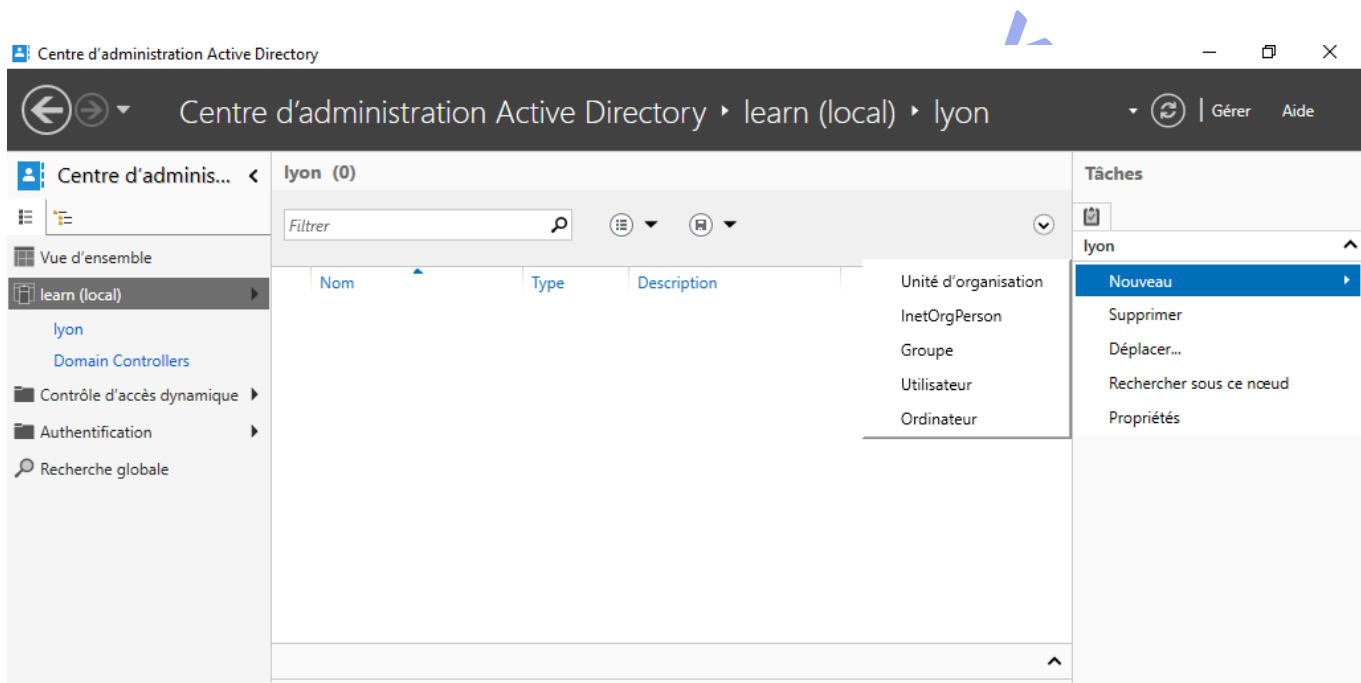 Centre d'administration Active Directory
Centre d'administration Active Directory ‣ learn (local) ‣ lyon
Gérer Aide
Centre d'adminis...
lyon (0)
Tâches
Filtrer
lyon
Vue d'ensemble
learn (local)
lyon
Domain Controllers
Contrôle d'accès dynamique
Authentification
Recherche globale
Nom Type Description
Unité d'organisation
InetOrgPerson
Groupe
Utilisateur
Ordinateur
Nouveau
Supprimer
Déplacer...
Rechercher sous ce nœud
Propriétés